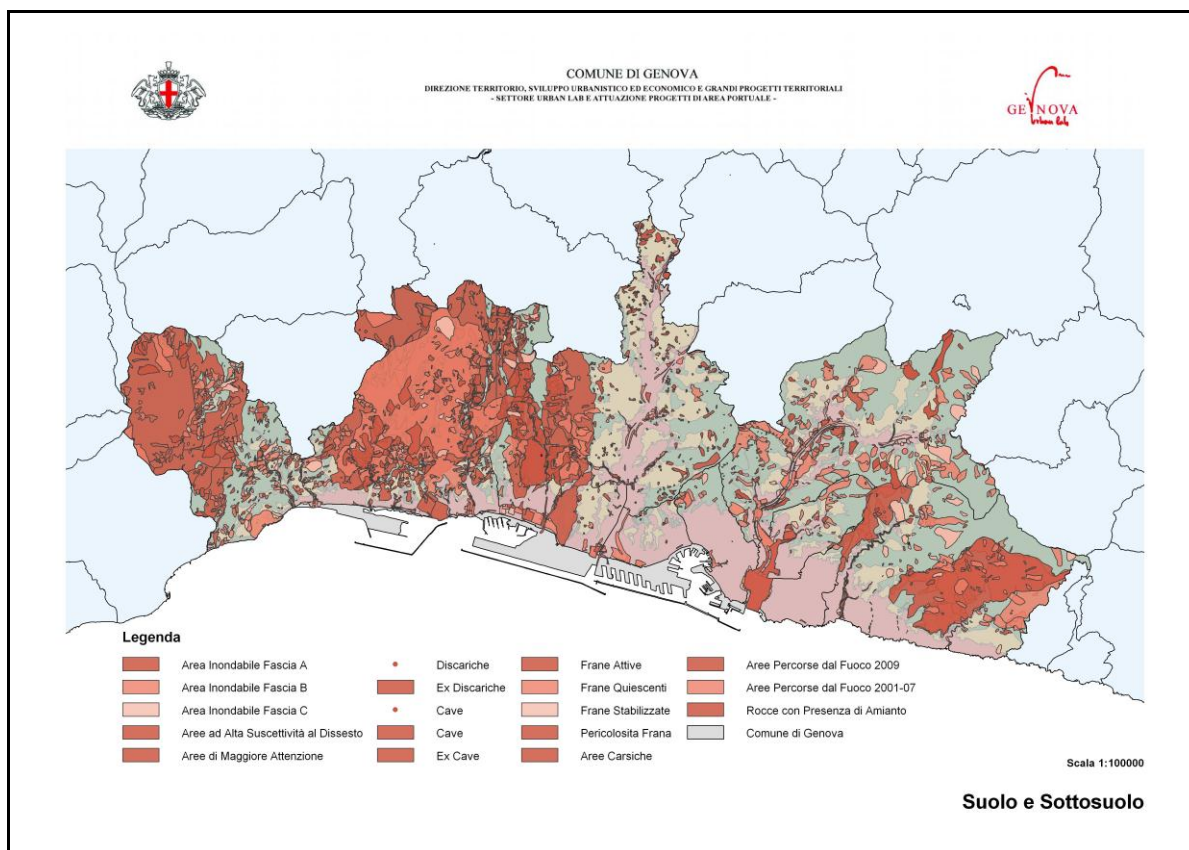 COMUNE DI GENOVA
DIREZIONE TERRITORIO, SVILUPPO URBANISTICO ED ECONOMICO E GRANDI PROGETTI TERRITORIALI
- SETTORE URBAN LAB E ATTUAZIONE PROGETTI DI AREA PORTUALE -
GENOVA
Urban Lab
Legenda
Area Inondabile Fascia A
Area Inondabile Fascia B
Area Inondabile Fascia C
Aree ad Alta Suscettività al Dissesto
Aree di Maggiore Attenzione
Discariche
Ex Discariche
Cave
Cave
Ex Cave
Frane Attive
Frane Quiescenti
Frane Stabilizzate
Pericolosita Frana
Aree Carsiche
Aree Percorse dal Fuoco 2009
Aree Percorse dal Fuoco 2001-07
Rocce con Presenza di Amianto
Comune di Genova
Scala 1:100000
Suolo e Sottosuolo